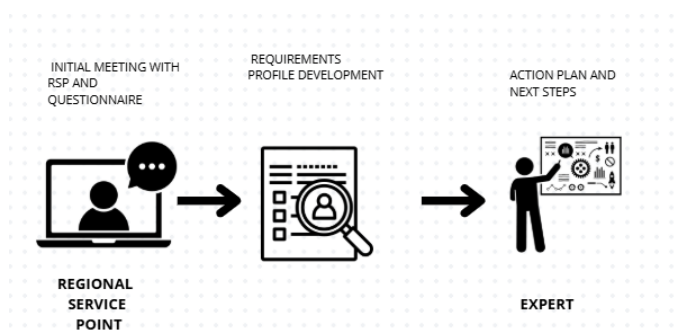 INITIAL MEETING WITH
RSP AND
QUESTIONNAIRE
REQUIREMENTS
PROFILE DEVELOPMENT
ACTION PLAN AND
NEXT STEPS
$
REGIONAL
SERVICE
POINT
EXPERT